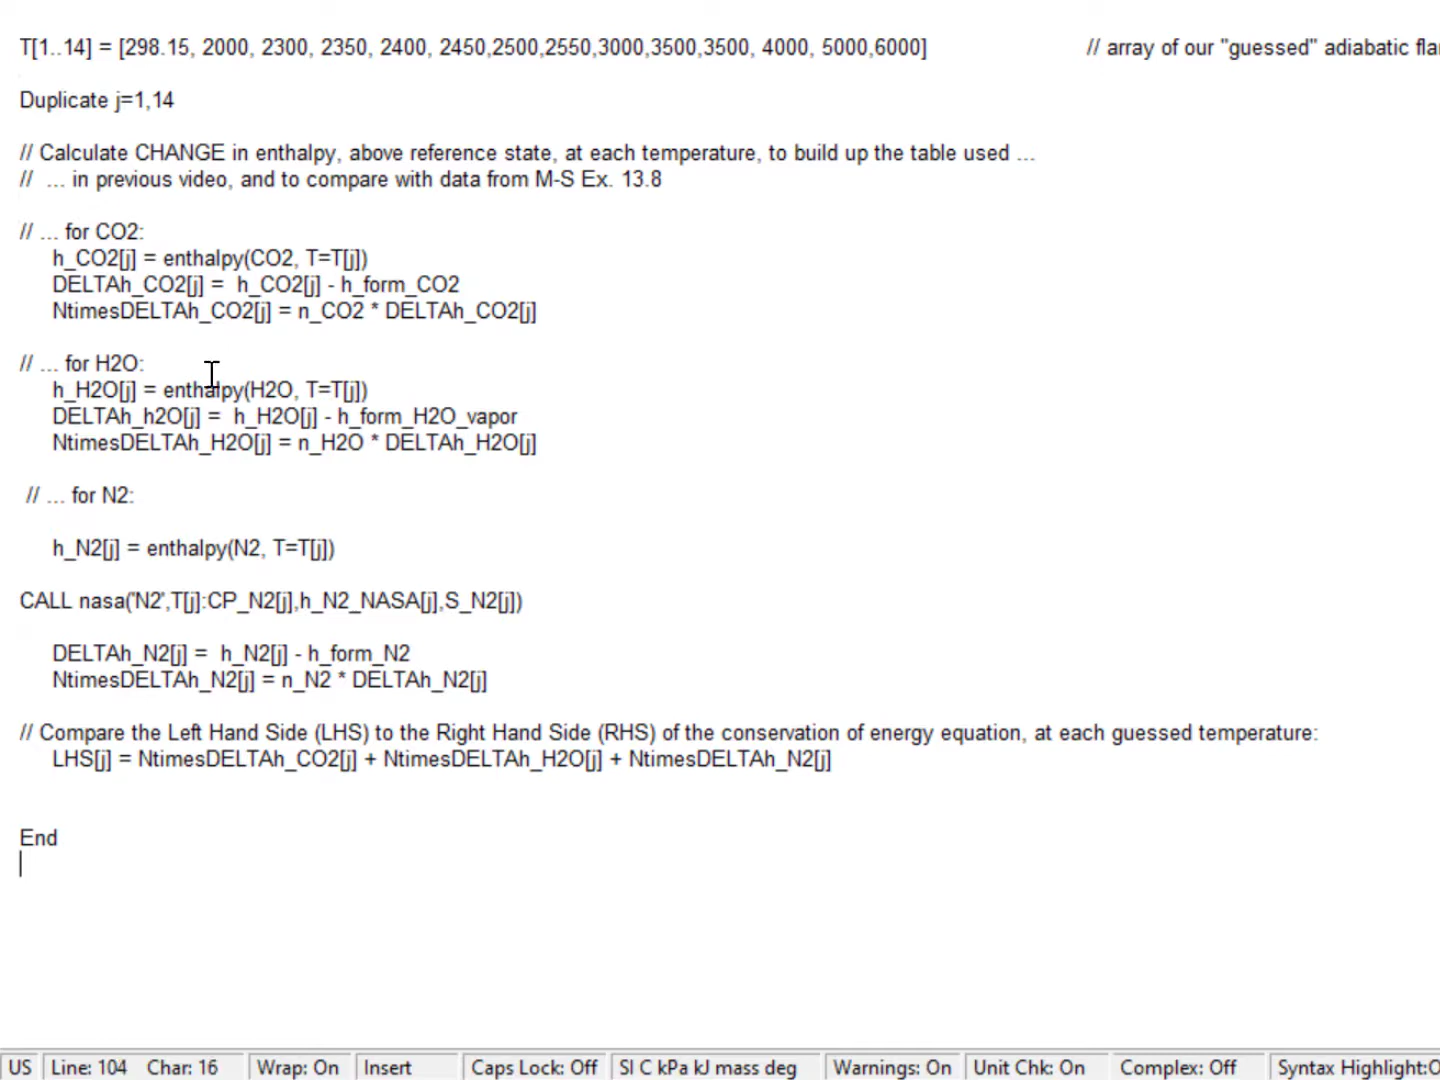 T[1..14] = [298.15, 2000, 2300, 2350, 2400, 2450,2500,2550,3000,3500,3500, 4000, 5000,6000] // array of our "guessed" adiabatic
Duplicate j=1,14
// Calculate CHANGE in enthalpy, above reference state, at each temperature, to build up the table used ...
// ... in previous video, and to compare with data from M-S Ex. 13.8
// ... for CO2:
h_CO2[j] = enthalpy(CO2, T=T[j])
DELTAh_CO2[j] = h_CO2[j] - h_form_CO2
NtimesDELTAh_CO2[j] = n_CO2 * DELTAh_CO2[j]
// ... for H2O:
h_H2O[j] = enthalpy(H2O, T=T[j])
DELTAh_h2O[j] = h_H2O[j] - h_form_H2O_vapor
NtimesDELTAh_H2O[j] = n_H2O * DELTAh_H2O[j]
// ... for N2:
h_N2[j] = enthalpy(N2, T=T[j])
CALL nasa('N2',T[j]:CP_N2[j],h_N2_NASA[j],S_N2[j])
DELTAh_N2[j] = h_N2[j] - h_form_N2
NtimesDELTAh_N2[j] = n_N2 * DELTAh_N2[j]
// Compare the Left Hand Side (LHS) to the Right Hand Side (RHS) of the conservation of energy equation, at each guessed temperature:
LHS[j] = NtimesDELTAh_CO2[j] + NtimesDELTAh_H2O[j] + NtimesDELTAh_N2[j]
End
US Line: 104 Char: 16 Wrap: On Insert Caps Lock: Off SI C kPa kJ mass deg Warnings: On Unit Chk: On Complex: Off Syntax Highlight: